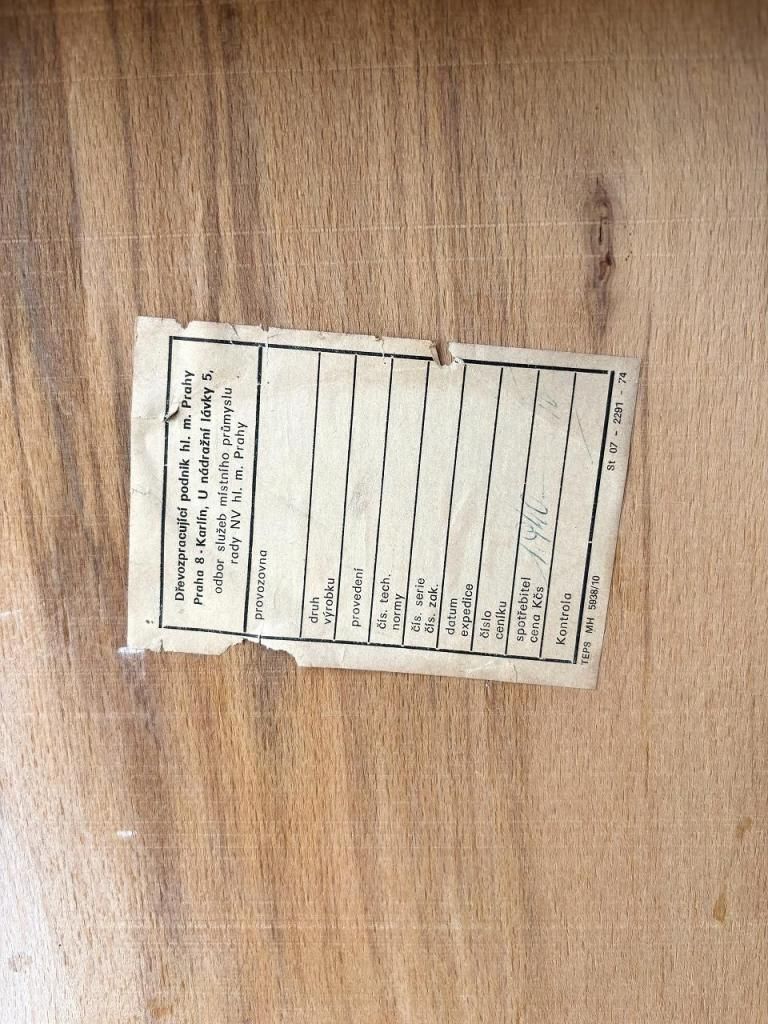 Dřevozpracující podnik hl. m. Prahy
Praha 8 - Karlín, U nádražní lávky 5,
odbor služeb místního průmyslu
rady NV hl. m. Prahy
provozovna
druh
výrobku
provedení
čís. tech.
normy
čís. serie
čís. zak.
datum
expedice
číslo
ceníku
spotřebitel
cena Kčs
Kontrola
TEPS MH 5938/10
St 07 - 2291 - 74